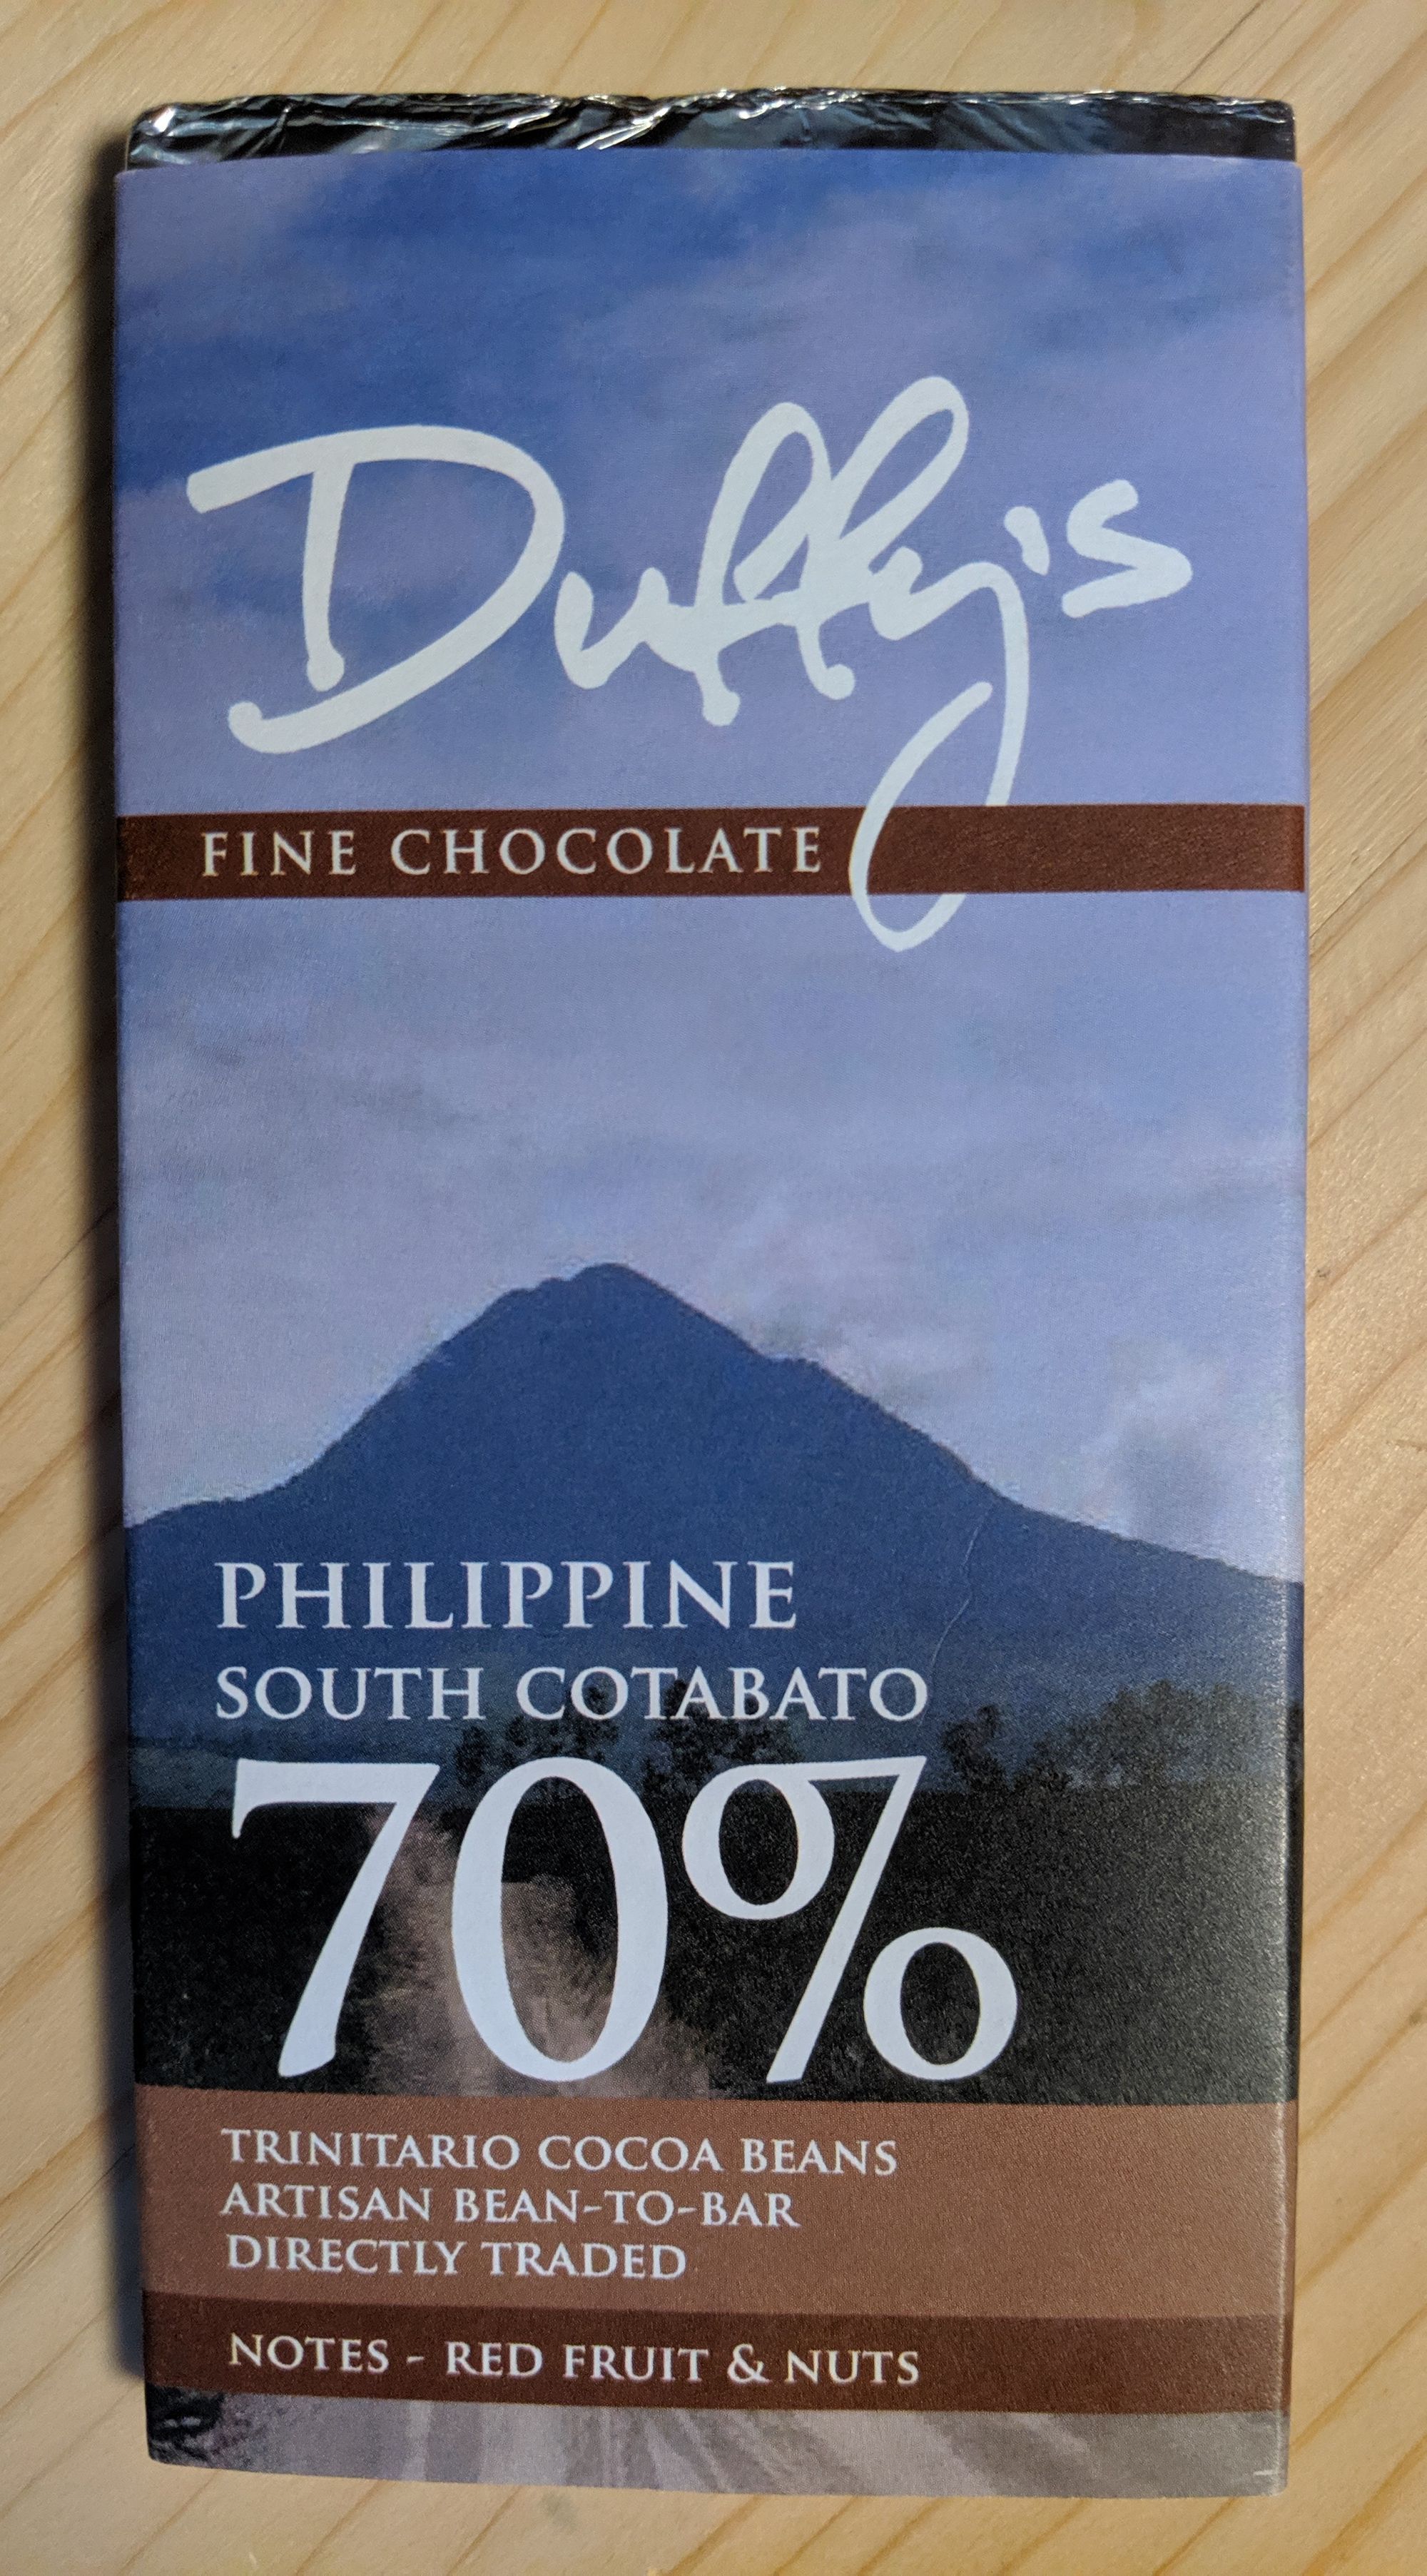 Duffy's
FINE CHOCOLATE
PHILIPPINE
SOUTH COTABATO
70%
TRINITARIO COCOA BEANS
ARTISAN BEAN-TO-BAR
DIRECTLY TRADED
NOTES - RED FRUIT & NUTS